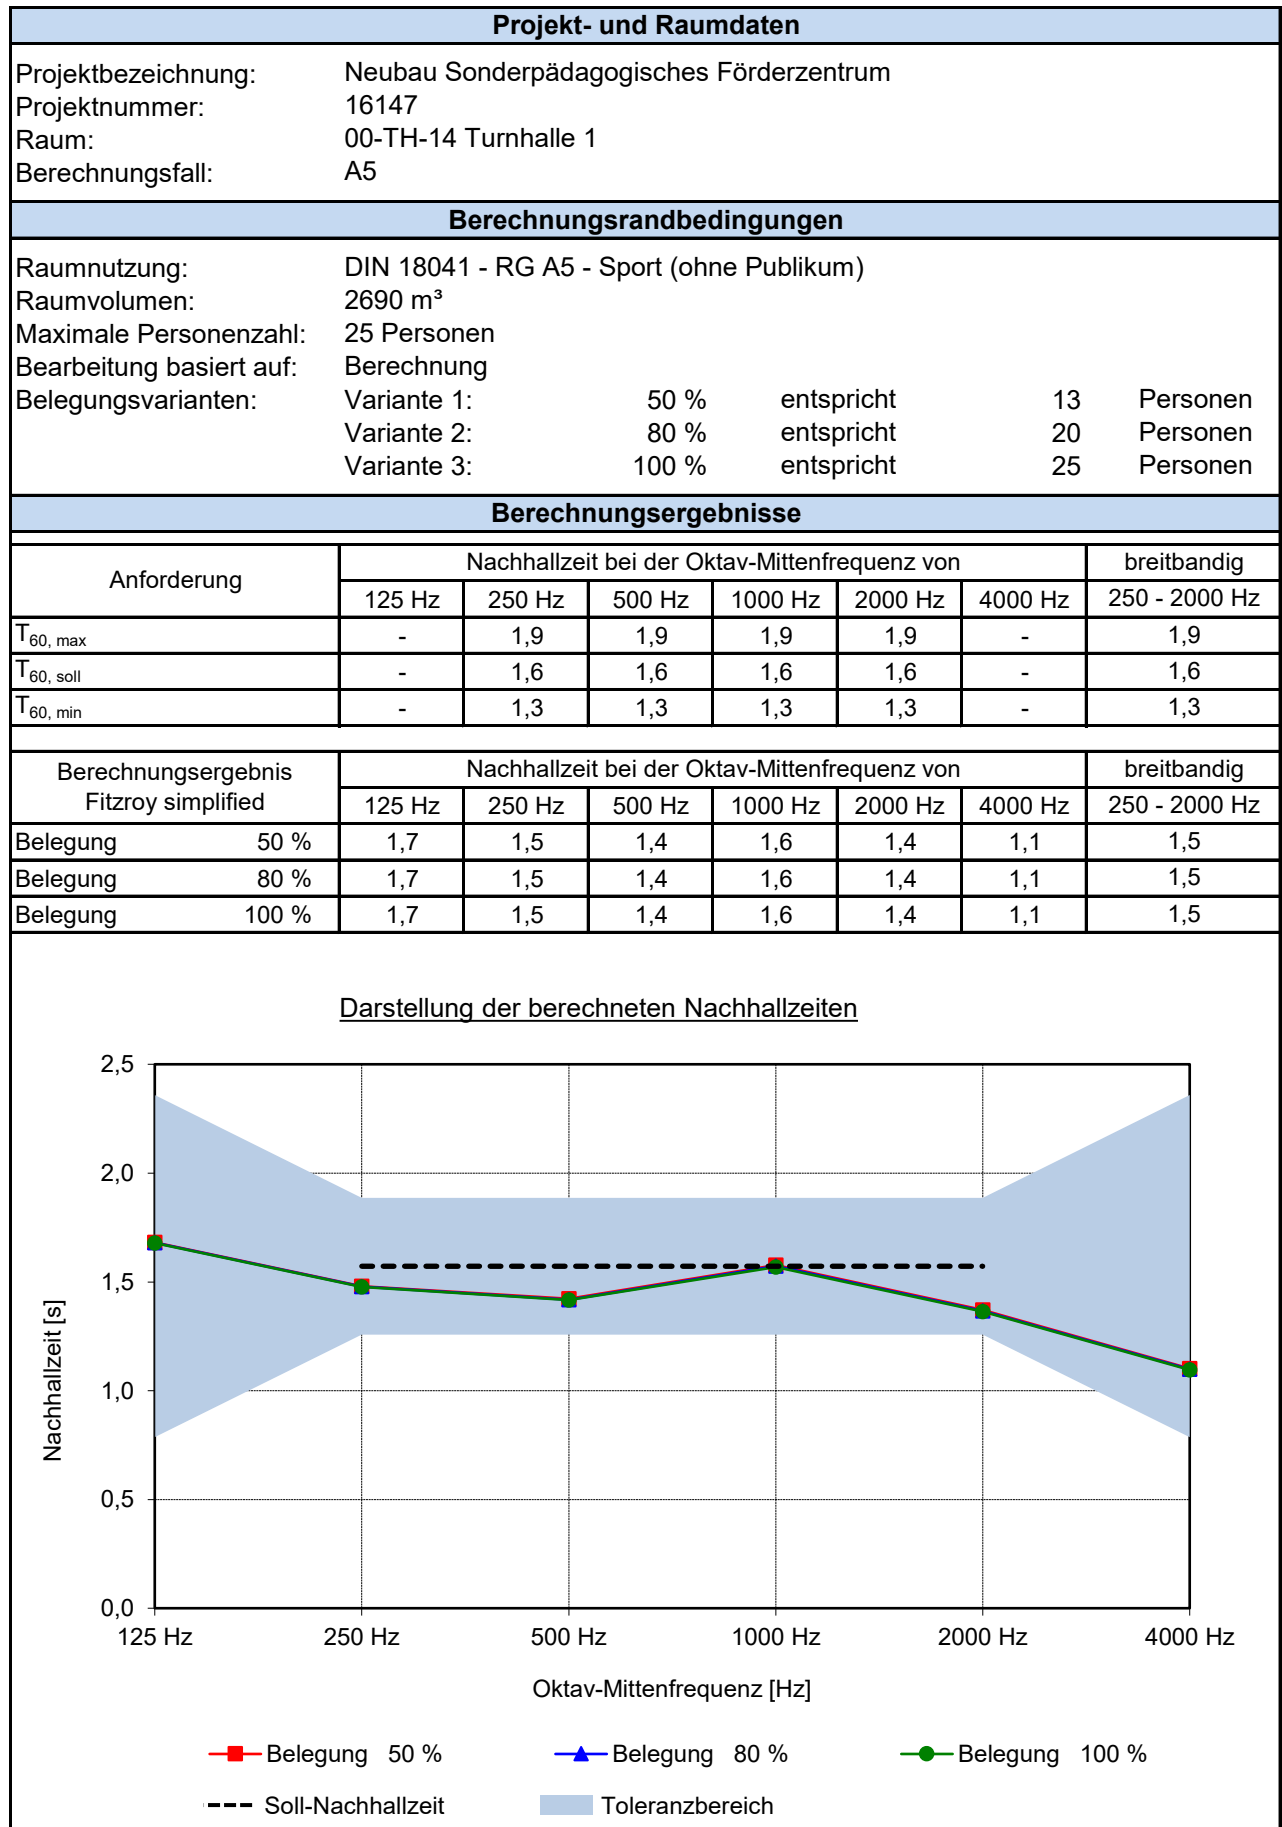 Projekt- und Raumdaten
Projektbezeichnung: Neubau Sonderpädagogisches Förderzentrum
Projektnummer: 16147
Raum: 00-TH-14 Turnhalle 1
Berechnungsfall: A5
Berechnungsrandbedingungen
Raumnutzung: DIN 18041 - RG A5 - Sport (ohne Publikum)
Raumvolumen: 2690 m³
Maximale Personenzahl: 25 Personen
Bearbeitung basiert auf: Berechnung
Belegungsvarianten: Variante 1: 50 % entspricht 13 Personen
Variante 2: 80 % entspricht 20 Personen
Variante 3: 100 % entspricht 25 Personen
Berechnungsergebnisse
Anforderung Nachhallzeit bei der Oktav-Mittenfrequenz von breitbandig
125 Hz 250 Hz 500 Hz 1000 Hz 2000 Hz 4000 Hz 250 - 2000 Hz
T60, max - 1,9 1,9 1,9 1,9 - 1,9
T60, soll - 1,6 1,6 1,6 1,6 - 1,6
T60, min - 1,3 1,3 1,3 1,3 - 1,3
Berechnungsergebnis Nachhallzeit bei der Oktav-Mittenfrequenz von breitbandig
Fitzroy simplified 125 Hz 250 Hz 500 Hz 1000 Hz 2000 Hz 4000 Hz 250 - 2000 Hz
Belegung 50 % 1,7 1,5 1,4 1,6 1,4 1,1 1,5
Belegung 80 % 1,7 1,5 1,4 1,6 1,4 1,1 1,5
Belegung 100 % 1,7 1,5 1,4 1,6 1,4 1,1 1,5
Darstellung der berechneten Nachhallzeiten
2,5
2,0
1,5
1,0
0,5
0,0
Nachhallzeit [s]
125 Hz 250 Hz 500 Hz 1000 Hz 2000 Hz 4000 Hz
Oktav-Mittenfrequenz [Hz]
Belegung 50 % Belegung 80 % Belegung 100 %
Soll-Nachhallzeit Toleranzbereich